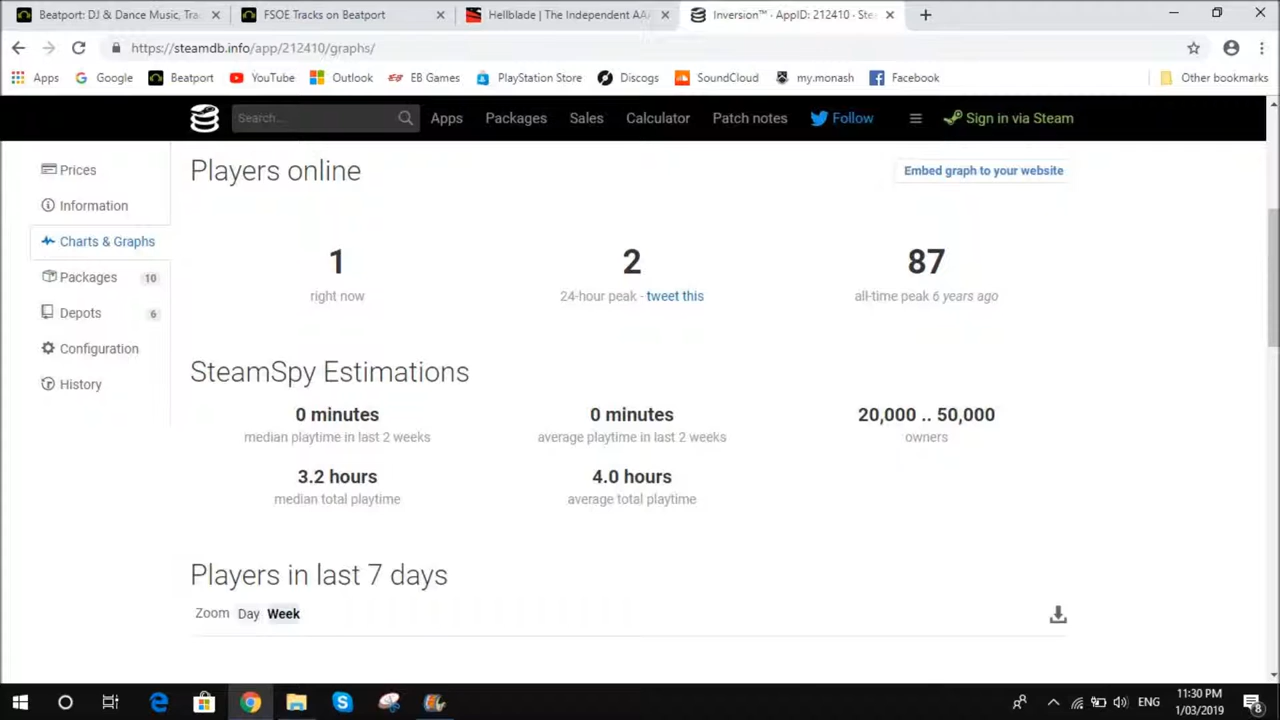 Beatport: DJ & Dance Music, Tra
FSOE Tracks on Beatport
Hellblade | The Independent AAA
Inversion™ · AppID: 212410 · Ste
https://steamdb.info/app/212410/graphs/
Apps Google Beatport YouTube Outlook EB Games PlayStation Store Discogs SoundCloud my.monash Facebook Other bookmarks
Search... Apps Packages Sales Calculator Patch notes Follow Sign in via Steam
Prices
Information
Charts & Graphs
Packages 10
Depots 6
Configuration
History
Players online
Embed graph to your website
1
right now
2
24-hour peak · tweet this
87
all-time peak 6 years ago
SteamSpy Estimations
0 minutes
median playtime in last 2 weeks
0 minutes
average playtime in last 2 weeks
20,000 .. 50,000
owners
3.2 hours
median total playtime
4.0 hours
average total playtime
Players in last 7 days
Zoom Day Week
ENG
11:30 PM
1/03/2019
8